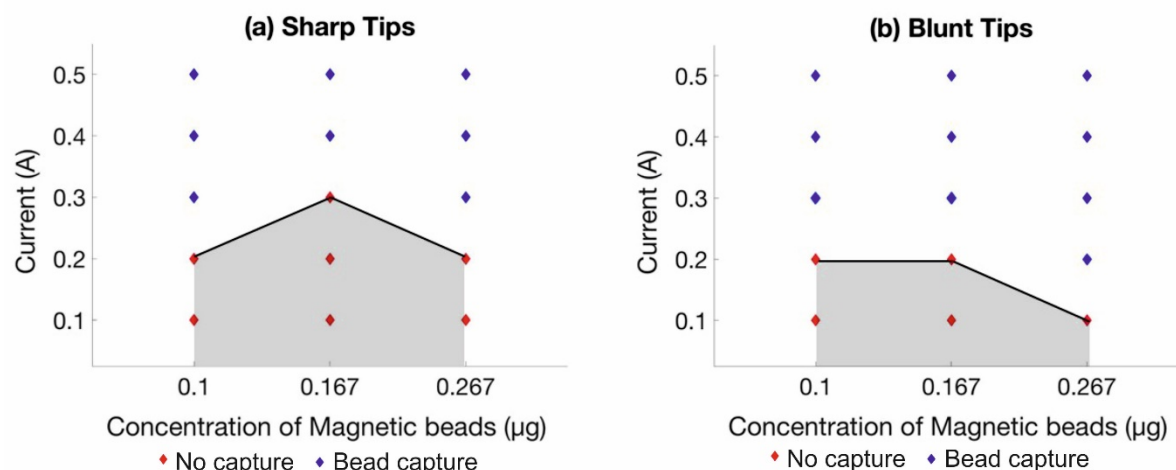 (a) Sharp Tips
0.5
0.4
0.3
0.2
0.1
Current (A)
0.1 0.167 0.267
Concentration of Magnetic beads (µg)
No capture Bead capture
(b) Blunt Tips
0.5
0.4
0.3
0.2
0.1
Current (A)
0.1 0.167 0.267
Concentration of Magnetic beads (µg)
No capture Bead capture